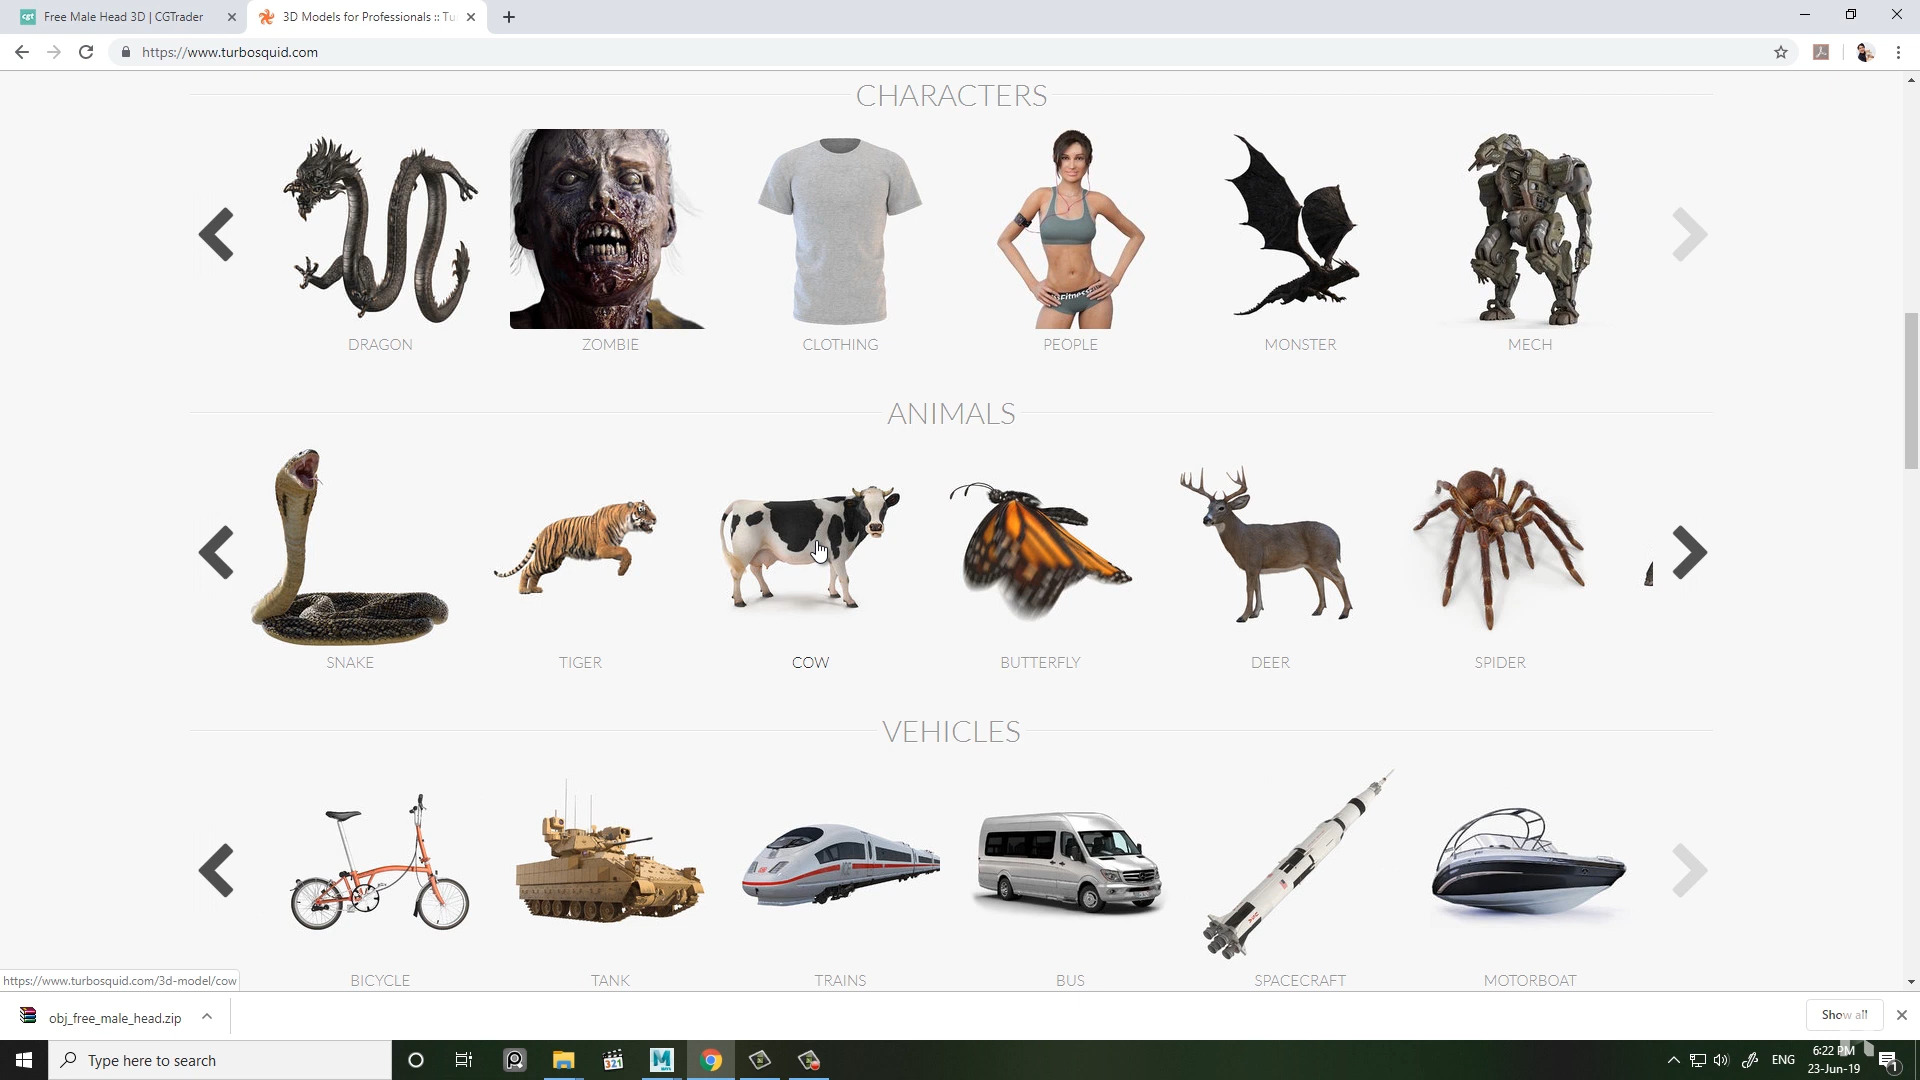 Free Male Head 3D | CGTrader
3D Models for Professionals :: Tu
https://www.turbosquid.com
CHARACTERS
DRAGON
ZOMBIE
CLOTHING
PEOPLE
MONSTER
MECH
ANIMALS
SNAKE
TIGER
COW
BUTTERFLY
DEER
SPIDER
VEHICLES
BICYCLE
TANK
TRAINS
BUS
SPACECRAFT
MOTORBOAT
https://www.turbosquid.com/3d-model/cow
obj_free_male_head.zip
Show all
Type here to search
321
ENG
6:22 PM
23-Jun-19
1